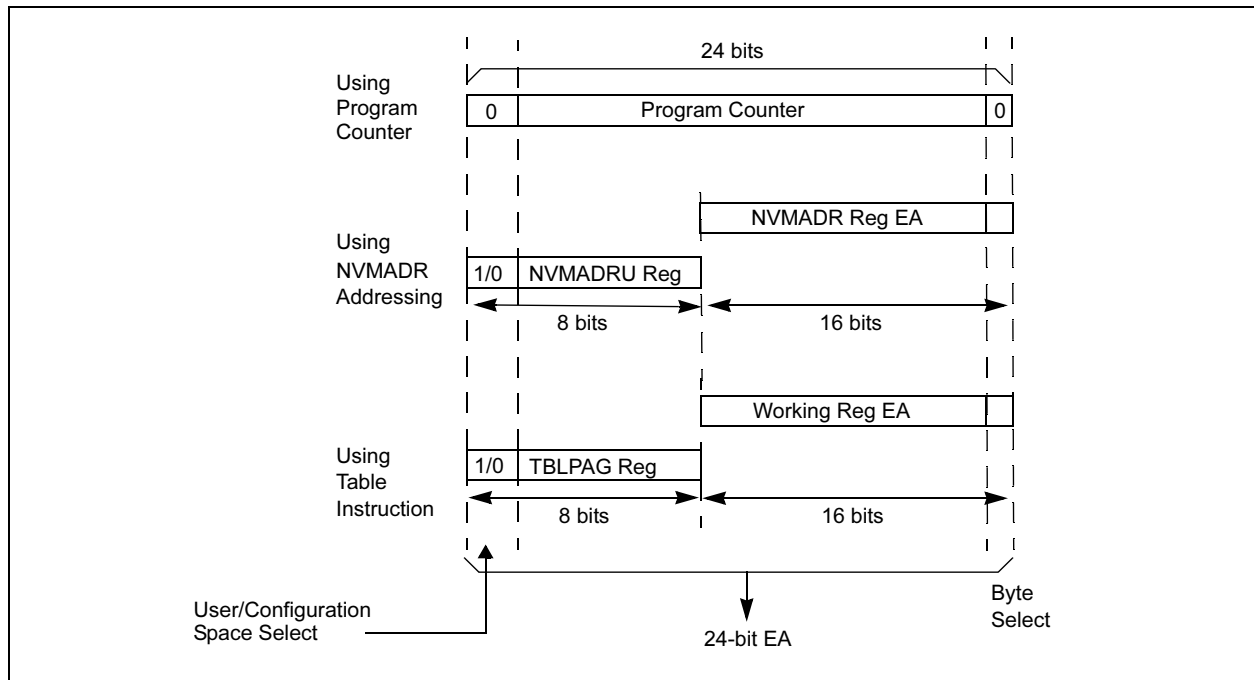 24 bits
Using
Program
Counter
0
Program Counter
0
NVMADR Reg EA
Using
NVMADR
Addressing
1/0
NVMADRU Reg
8 bits
16 bits
Working Reg EA
Using
Table
Instruction
1/0
TBLPAG Reg
8 bits
16 bits
User/Configuration
Space Select
24-bit EA
Byte
Select